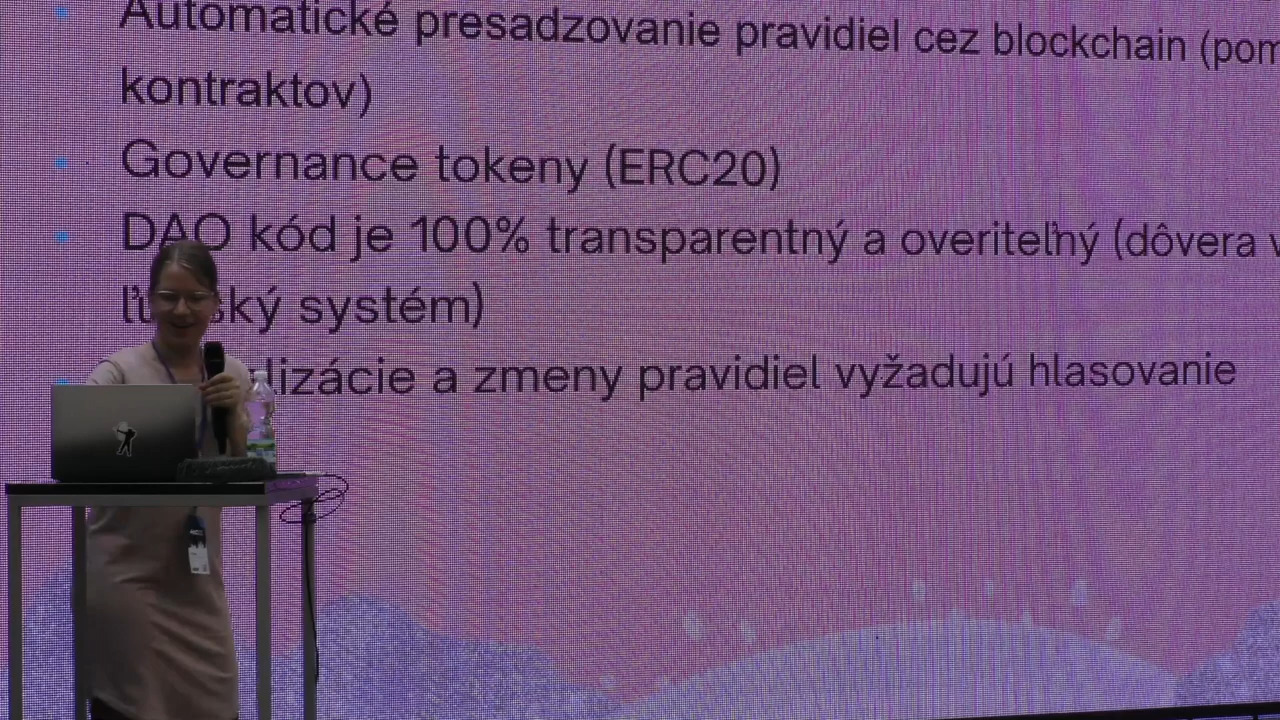 Automatické presadzovanie pravidiel cez blockchain
kontraktov)
Governance tokeny (ERC20)
DAO kód je 100% transparentný a overiteľný (dôvera v
systém)
a zmeny pravidiel vyžadujú hlasovanie